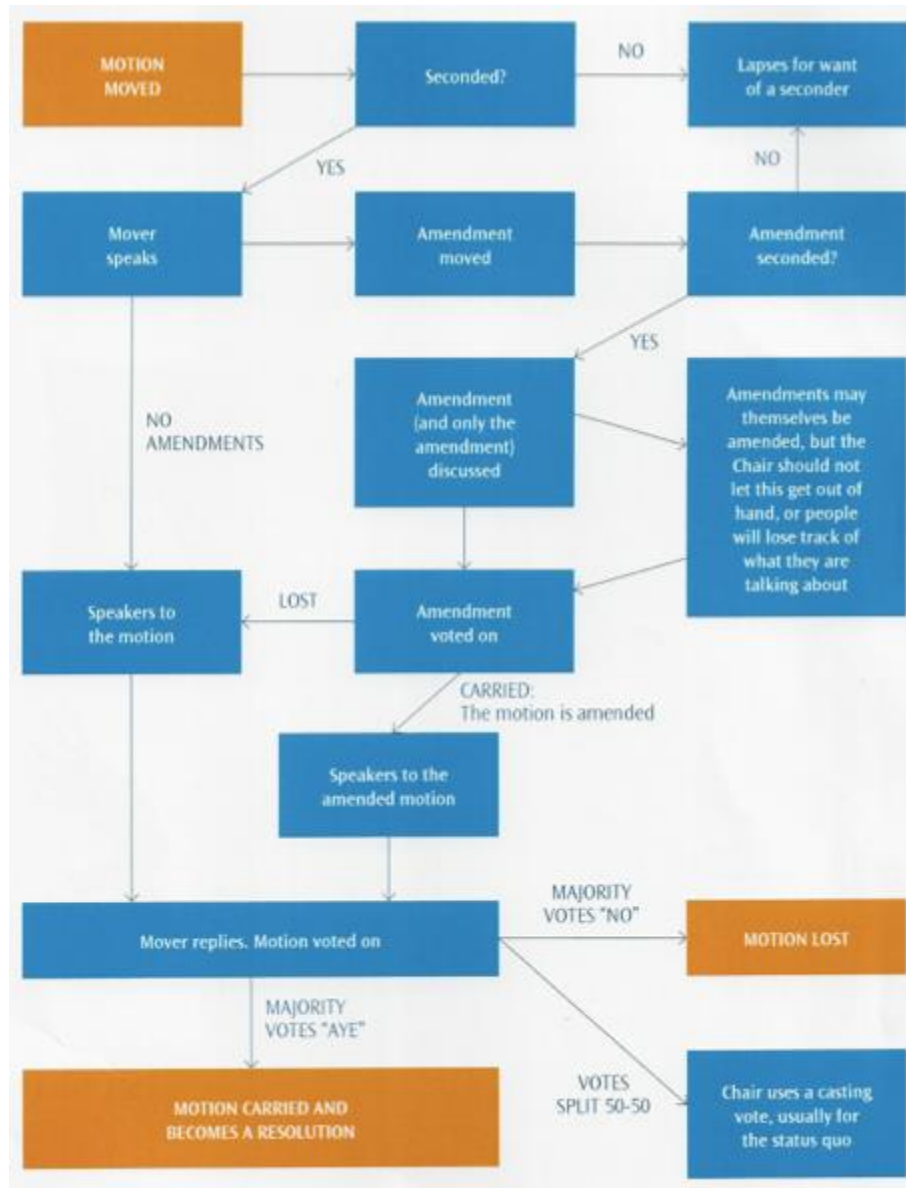 MOTION
MOVED
Seconded?
NO
Lapses for want
of a seconder
YES
NO
Mover
speaks
Amendment
moved
Amendment
seconded?
YES
NO
AMENDMENTS
Amendment
(and only the
amendment)
discussed
Amendments may
themselves be
amended, but the
Chair should not
let this get out of
hand, or people
will lose track of
what they are
talking about
Speakers to
the motion
LOST
Amendment
voted on
CARRIED:
The motion is amended
Speakers to the
amended motion
Mover replies. Motion voted on
MAJORITY
VOTES "NO"
MOTION LOST
MAJORITY
VOTES "AYE"
VOTES
SPLIT 50-50
MOTION CARRIED AND
BECOMES A RESOLUTION
Chair uses a casting
vote, usually for
the status quo